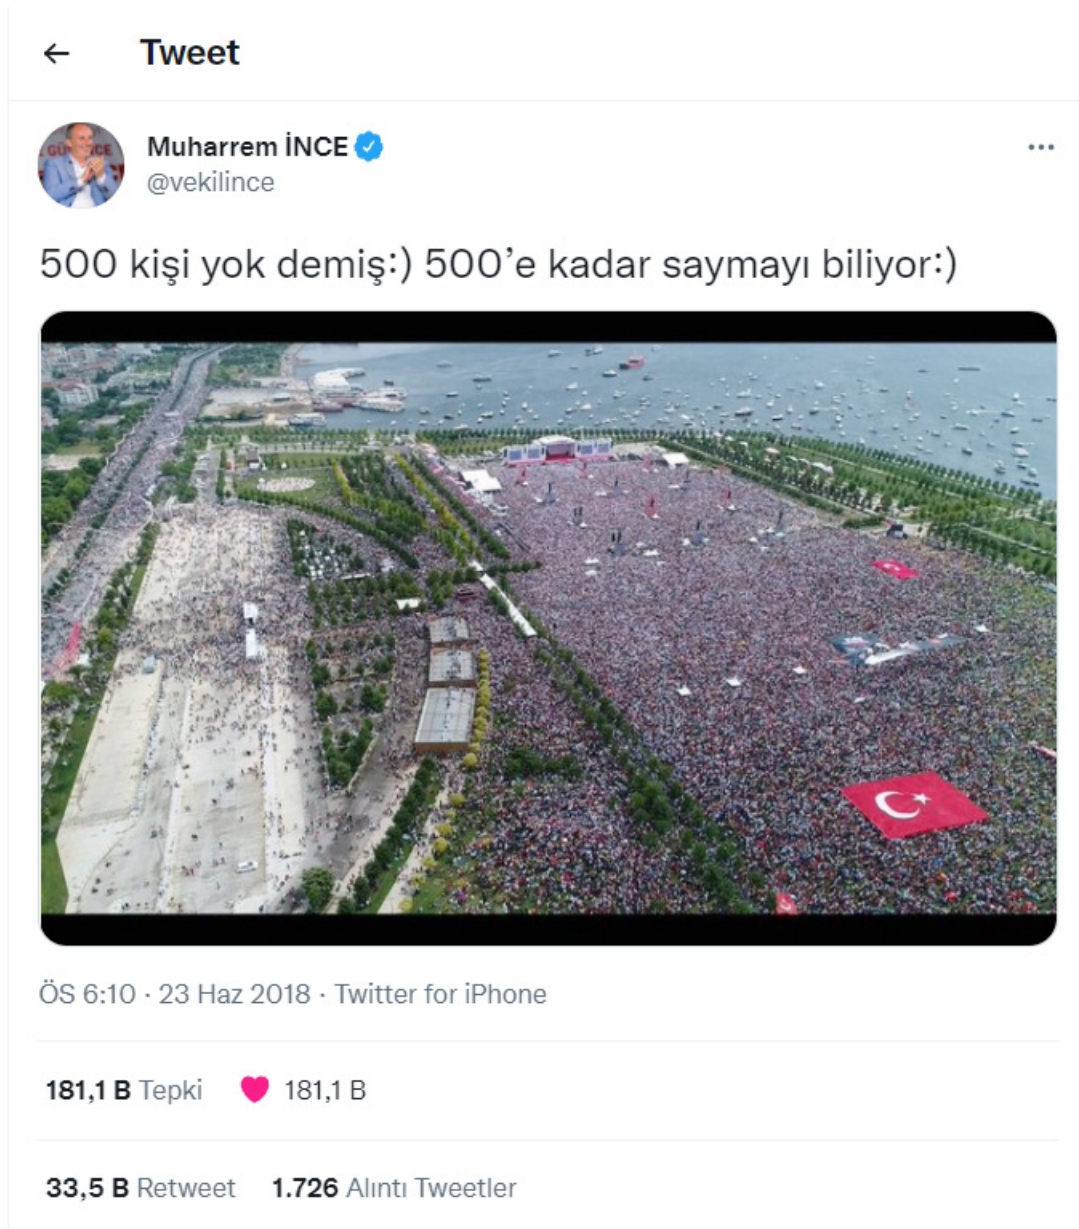 Tweet
Muharrem İNCE
@vekilince
500 kişi yok demiş:) 500’e kadar saymayı biliyor:)
ÖS 6:10 · 23 Haz 2018 · Twitter for iPhone
181,1 B Tepki 181,1 B
33,5 B Retweet 1.726 Alıntı Tweetler